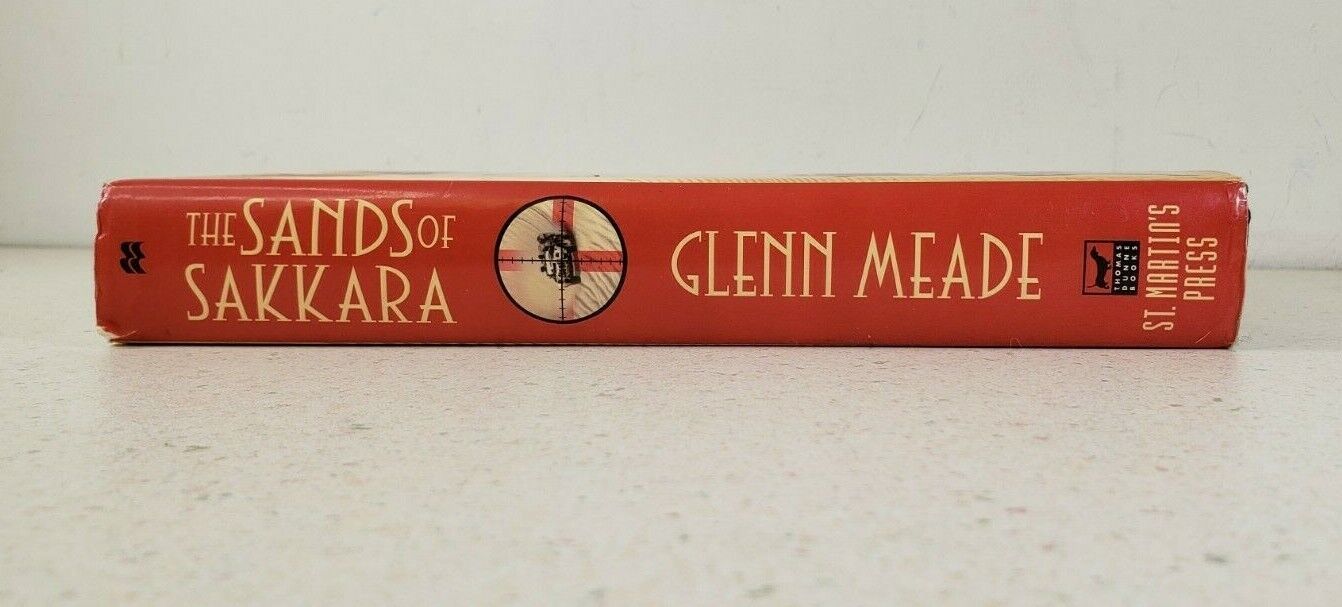 THE SANDS OF
SAKKARA
GLENN MEADE
THOMAS
DUNNE
BOOKS
ST. MARTIN'S
PRESS